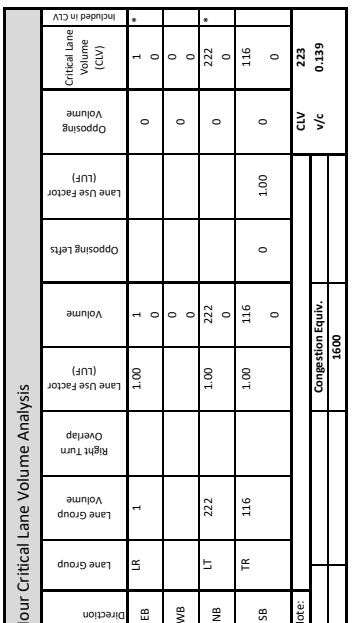 our Critical Lane Volume Analysis
Direction Lane Group Lane Group Volume Right Turn Overlap Lane Use Factor (LUF) Volume Opposing Lefts Lane Use Factor (LUF) Opposing Volume Critical Lane Volume (CLV) Included in CLV
EB LR 1 1.00 1 0 1 *
0 0
WB 0 0 0
0 0
NB LT 222 1.00 222 0 222 *
0 0
SB TR 116 1.00 116 0 116
0 0 1.00 0 0
ote: CLV 223
v/c 0.139
Congestion Equiv.
1600